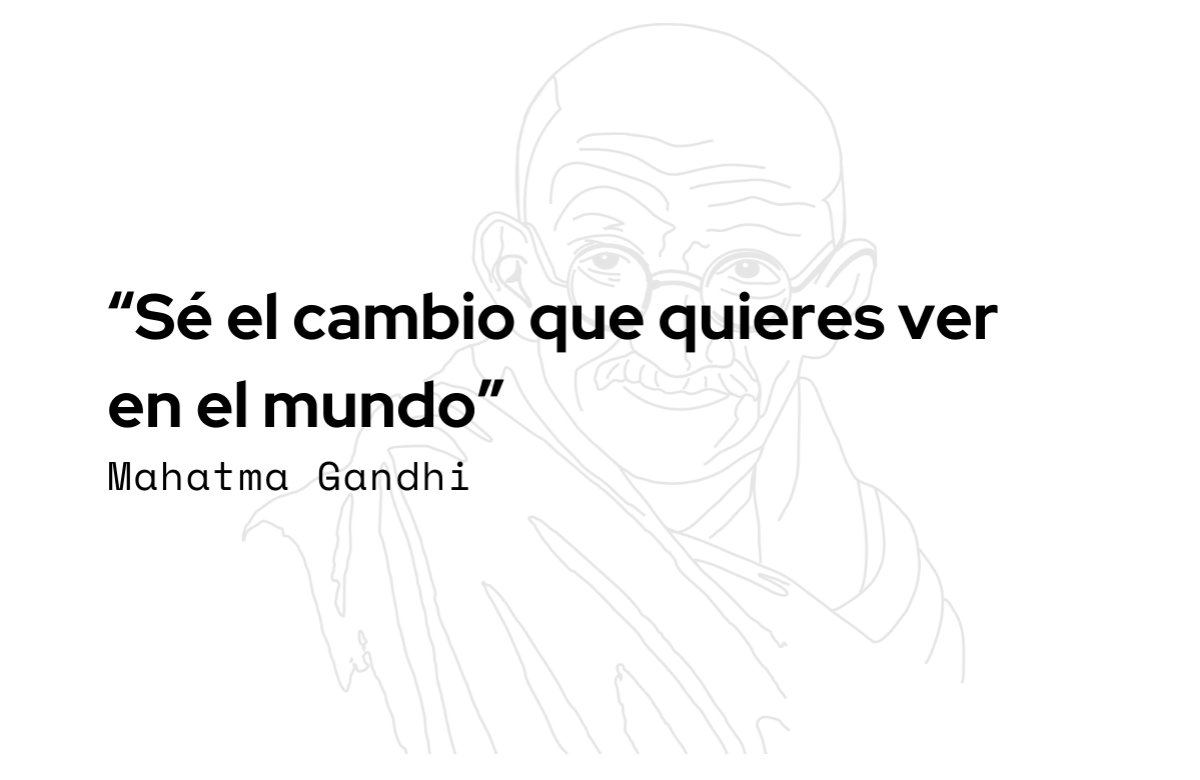 “Sé el cambio que quieres ver
en el mundo”
Mahatma Gandhi